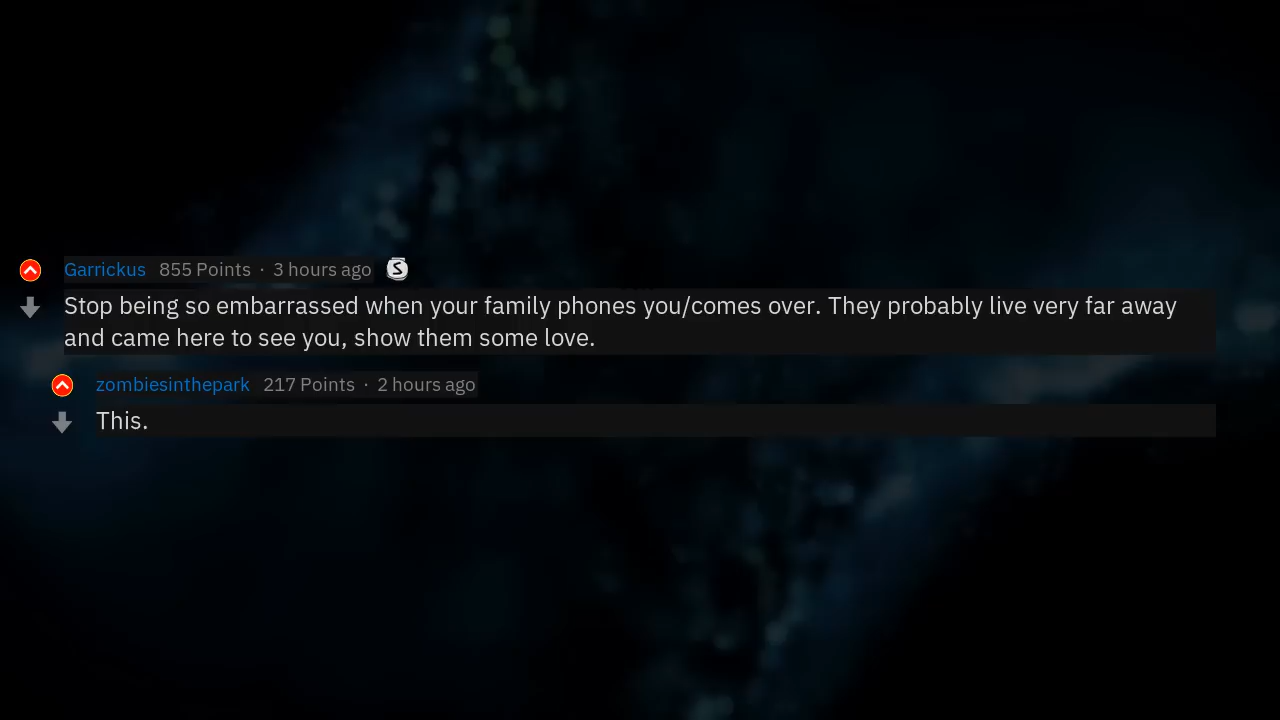 Garrickus 855 Points · 3 hours ago S
Stop being so embarrassed when your family phones you/comes over. They probably live very far away
and came here to see you, show them some love.
zombiesinthepark 217 Points · 2 hours ago
This.